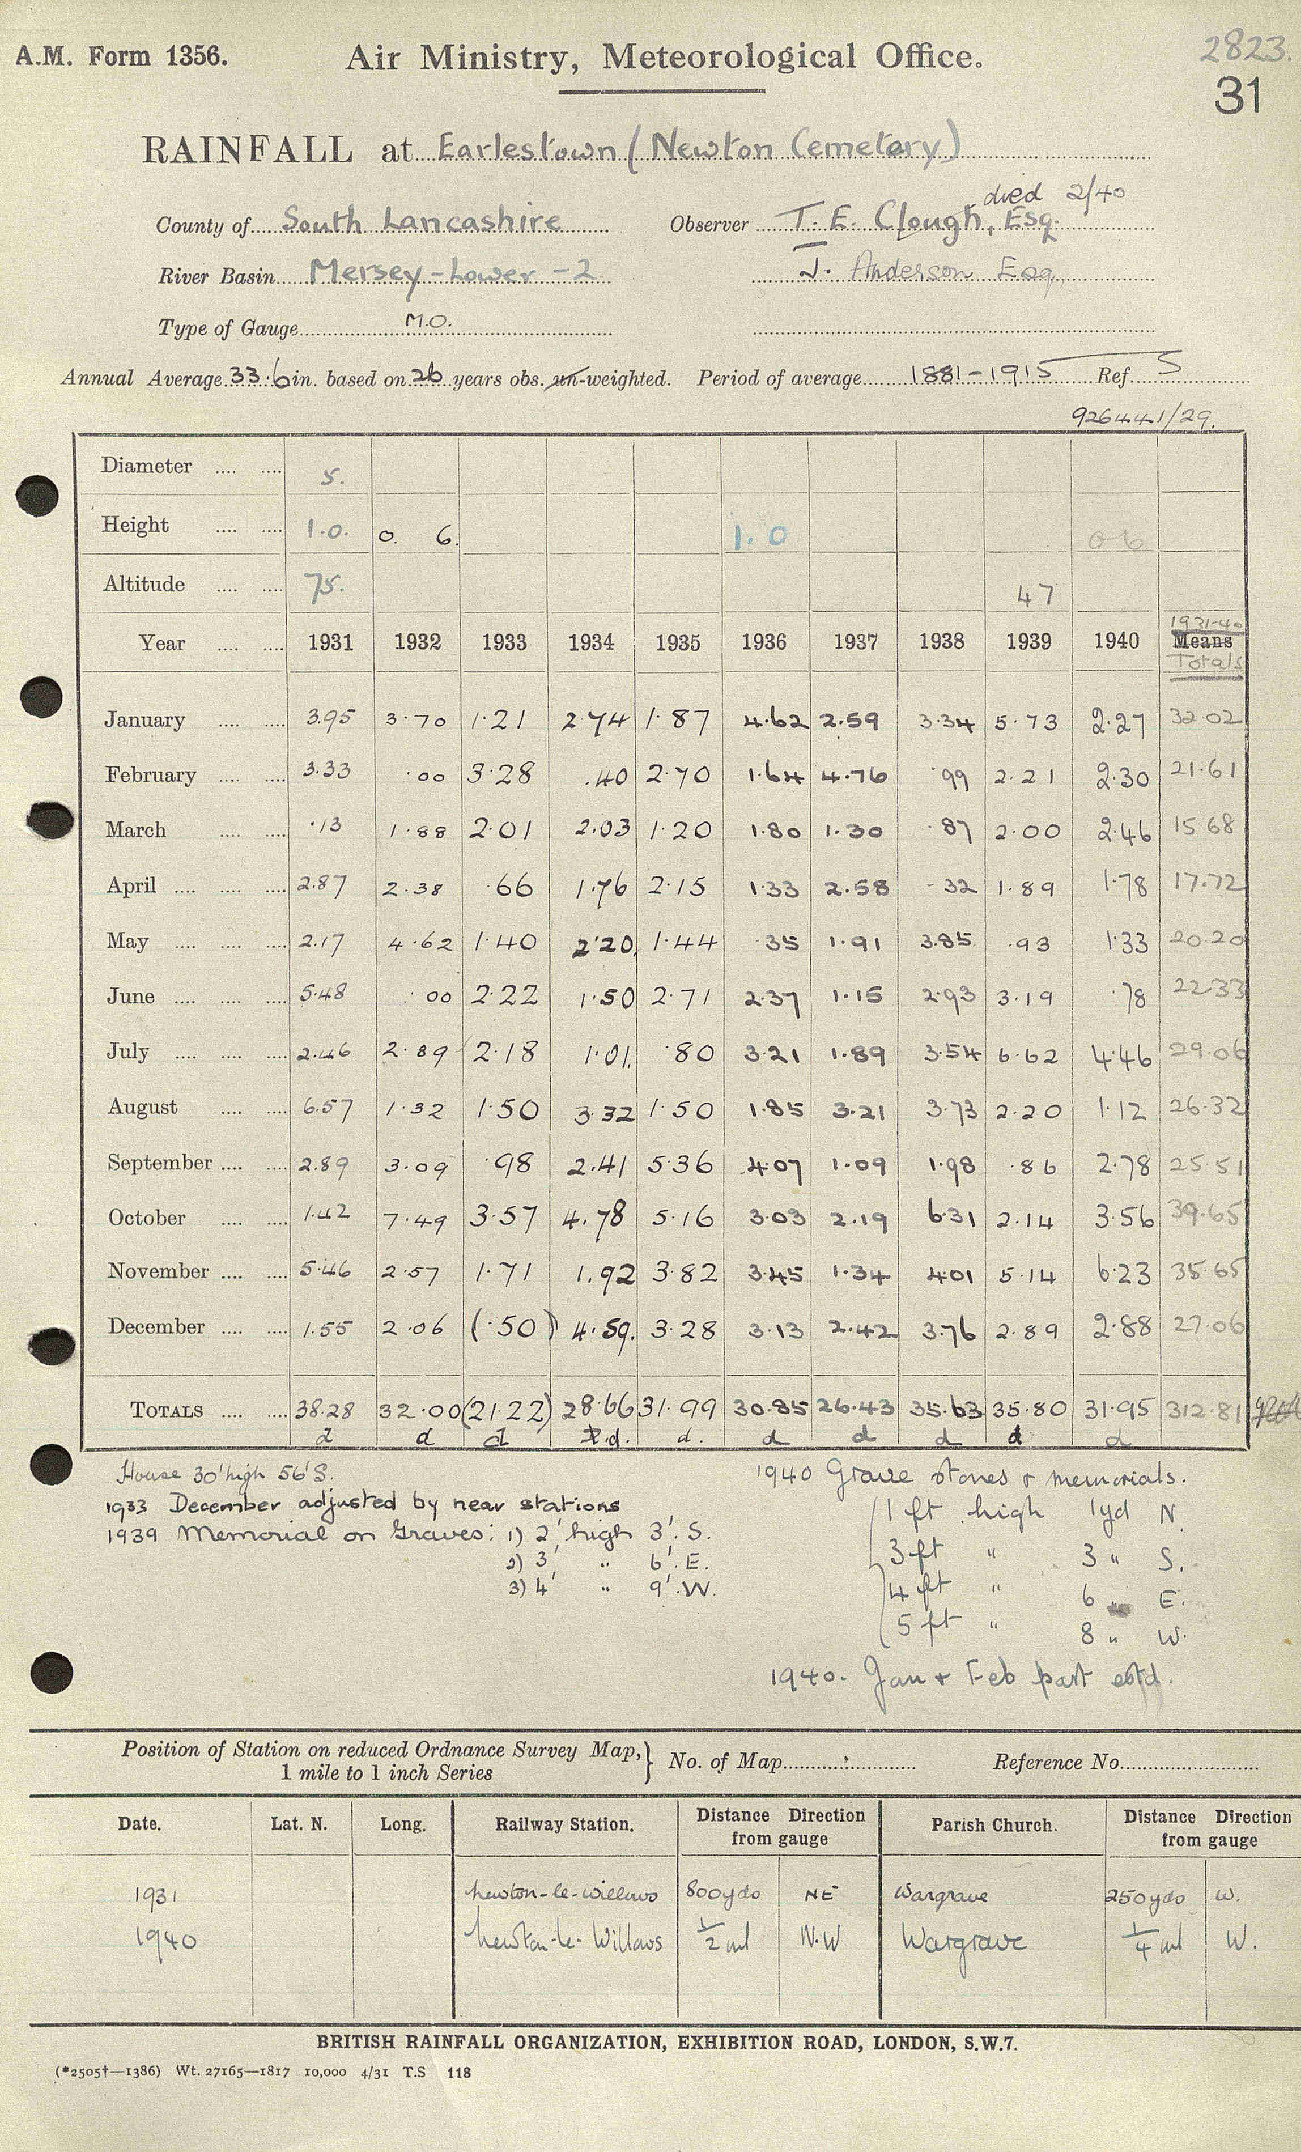 A.M. Form 1356.
Air Ministry, Meteorological Office.
2823.
31
RAINFALL at Earlestown (Newton Cemetery)
died 2/40
County of South Lancashire Observer T. E. Clough, Esq.
River Basin Mersey-Lower-2 J. Anderson Esq.
Type of Gauge M.O.
Annual Average 33.6 in. based on 26 years obs. un-weighted. Period of average 1881-1915 Ref. 5
926441/29.
Diameter 5.
Height 1.0. 0. 6. 1.0 06
Altitude 75. 47
Year 1931 1932 1933 1934 1935 1936 1937 1938 1939 1940 1931-40 Means Totals
January 3.95 3.70 1.21 2.74 1.87 4.62 2.59 3.34 5.73 2.27 32.02
February 3.33 .00 3.28 .40 2.70 1.64 4.76 .99 2.21 2.30 21.61
March .13 1.88 2.01 2.03 1.20 1.80 1.30 .87 2.00 2.46 15.68
April 2.87 2.38 .66 1.76 2.15 1.33 2.58 .32 1.89 1.78 17.72
May 2.17 4.62 1.40 2.20 1.44 .35 1.91 3.85 .93 1.33 20.20
June 5.48 .00 2.22 1.50 2.71 2.37 1.15 2.93 3.19 .78 22.33
July 2.46 2.89 2.18 1.01. .80 3.21 1.89 3.54 6.62 4.46 29.06
August 6.57 1.32 1.50 3.32 1.50 1.85 3.21 3.73 2.20 1.12 26.32
September 2.89 3.09 .98 2.41 5.36 4.07 1.09 1.98 .86 2.78 25.51
October 1.42 7.49 3.57 4.78 5.16 3.03 2.19 6.31 2.14 3.56 39.65
November 5.46 2.57 1.71 1.92 3.82 3.45 1.34 4.01 5.14 6.23 35.65
December 1.55 2.06 (.50) 4.59. 3.28 3.13 2.42 3.76 2.89 2.88 27.06
TOTALS 38.28 32.00 (21.22) 28.66 31.99 30.85 26.43 35.63 35.80 31.95 312.81
d d d d. d. d d d d d
House 30' high 56' S.
1933 December adjusted by near stations
1939 Memorial on Graves: 1) 2' high 3'. S.
2) 3' " 6'. E.
3) 4' " 9'. W.
1940 Grave stones + memorials.
1 ft high 1 yd N.
3 ft " 3 " S.
4 ft " 6 " E.
5 ft " 8 " W.
1940. Jan + Feb part estd.
Position of Station on reduced Ordnance Survey Map, 1 mile to 1 inch Series } No. of Map Reference No.
Date. Lat. N. Long. Railway Station. Distance Direction from gauge Parish Church. Distance Direction from gauge
1931 Newton-le-Willows 800 yds NE Wargrave 250 yds W.
1940 Newton-le-Willows 1/2 ml N.W Wargrave 1/4 ml W.
BRITISH RAINFALL ORGANIZATION, EXHIBITION ROAD, LONDON, S.W.7.
(*2505†—1386) Wt. 27165—1817 10,000 4/31 T.S 118